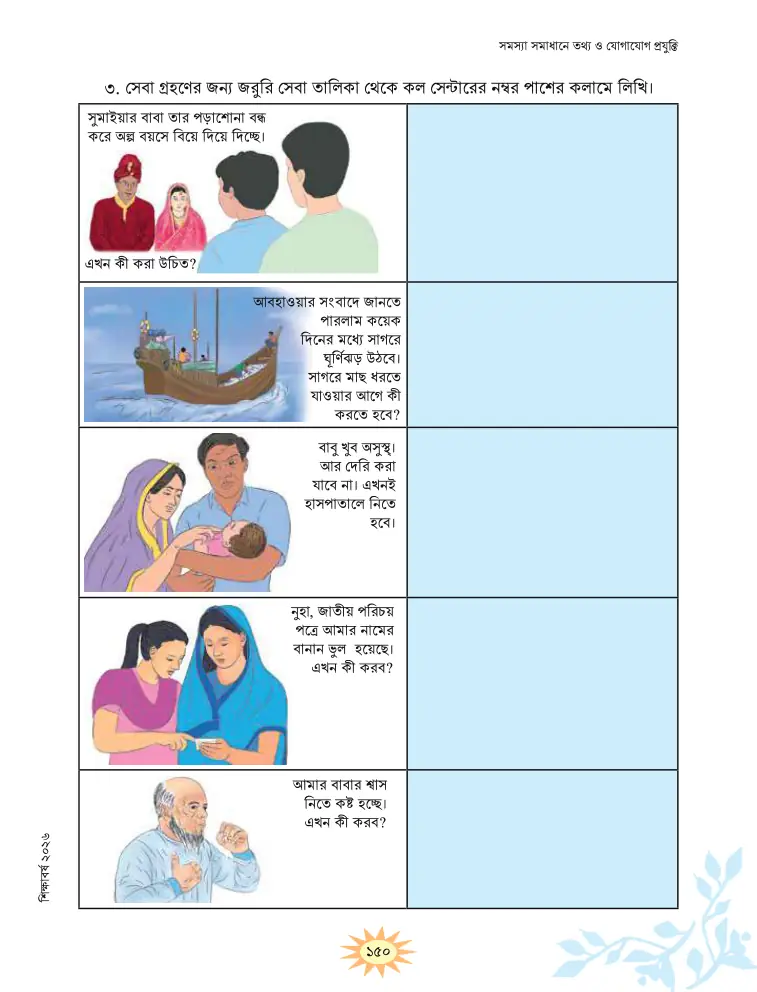 সমস্যা সমাধানে তথ্য ও যোগাযোগ প্রযুক্তি
৩. সেবা গ্রহণের জন্য জরুরি সেবা তালিকা থেকে কল সেন্টারের নম্বর পাশের কলামে লিখি।
সুমাইয়ার বাবা তার পড়াশোনা বন্ধ
করে অল্প বয়সে বিয়ে দিয়ে দিচ্ছে।
এখন কী করা উচিত?
আবহাওয়ার সংবাদে জানতে
পারলাম কয়েক
দিনের মধ্যে সাগরে
ঘূর্ণিঝড় উঠবে।
সাগরে মাছ ধরতে
যাওয়ার আগে কী
করতে হবে?
বাবু খুব অসুস্থ।
আর দেরি করা
যাবে না। এখনই
হাসপাতালে নিতে
হবে।
নুহা, জাতীয় পরিচয়
পত্রে আমার নামের
বানান ভুল হয়েছে।
এখন কী করব?
আমার বাবার শ্বাস
নিতে কষ্ট হচ্ছে।
এখন কী করব?
শিক্ষাবর্ষ ২০২৬
১৫০